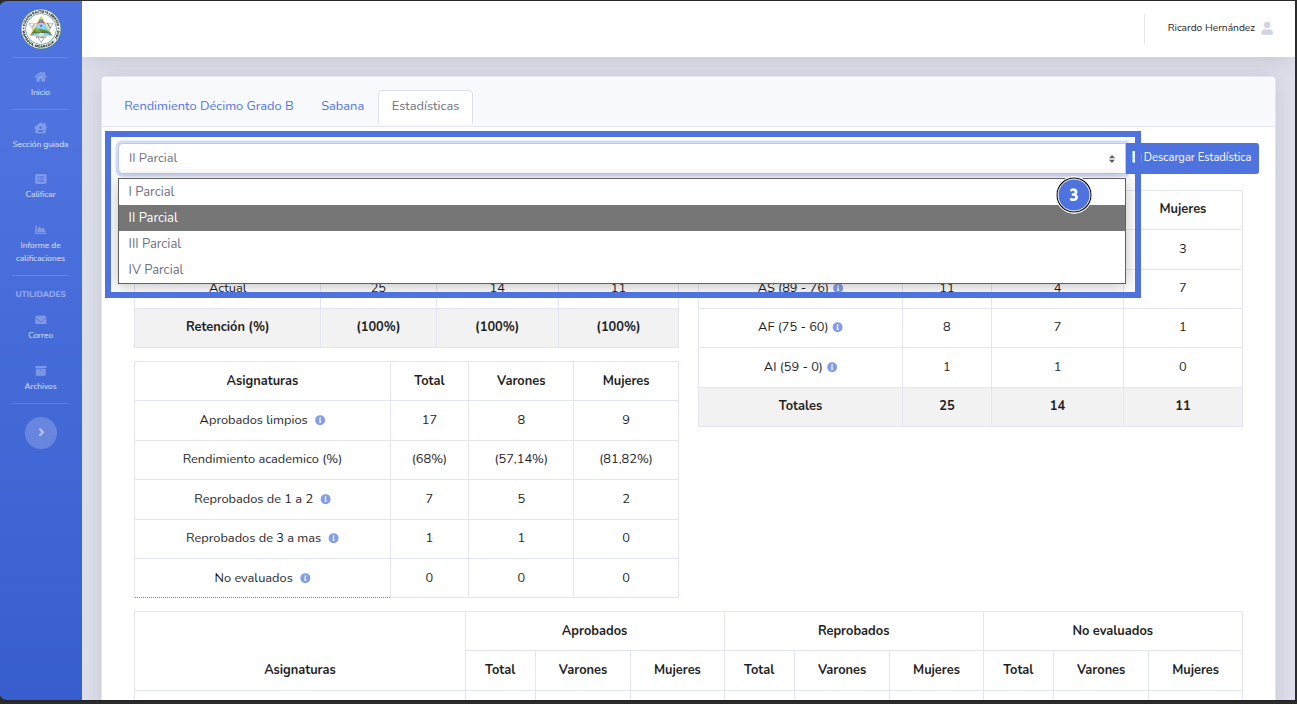 Ricardo Hernández
Inicio
Sección guiada
Calificar
Informe de
calificaciones
UTILIDADES
Correo
Archivos
Rendimiento Décimo Grado B
Sabana
Estadísticas
II Parcial
Descargar Estadística
I Parcial
II Parcial
III Parcial
IV Parcial
3
Mujeres
3
Actual 25 14 11
Retención (%) (100%) (100%) (100%)
AS (89 - 76) 11 4 7
AF (75 - 60) 8 7 1
AI (59 - 0) 1 1 0
Totales 25 14 11
Asignaturas Total Varones Mujeres
Aprobados limpios 17 8 9
Rendimiento academico (%) (68%) (57,14%) (81,82%)
Reprobados de 1 a 2 7 5 2
Reprobados de 3 a mas 1 1 0
No evaluados 0 0 0
Aprobados Reprobados No evaluados
Asignaturas Total Varones Mujeres Total Varones Mujeres Total Varones Mujeres